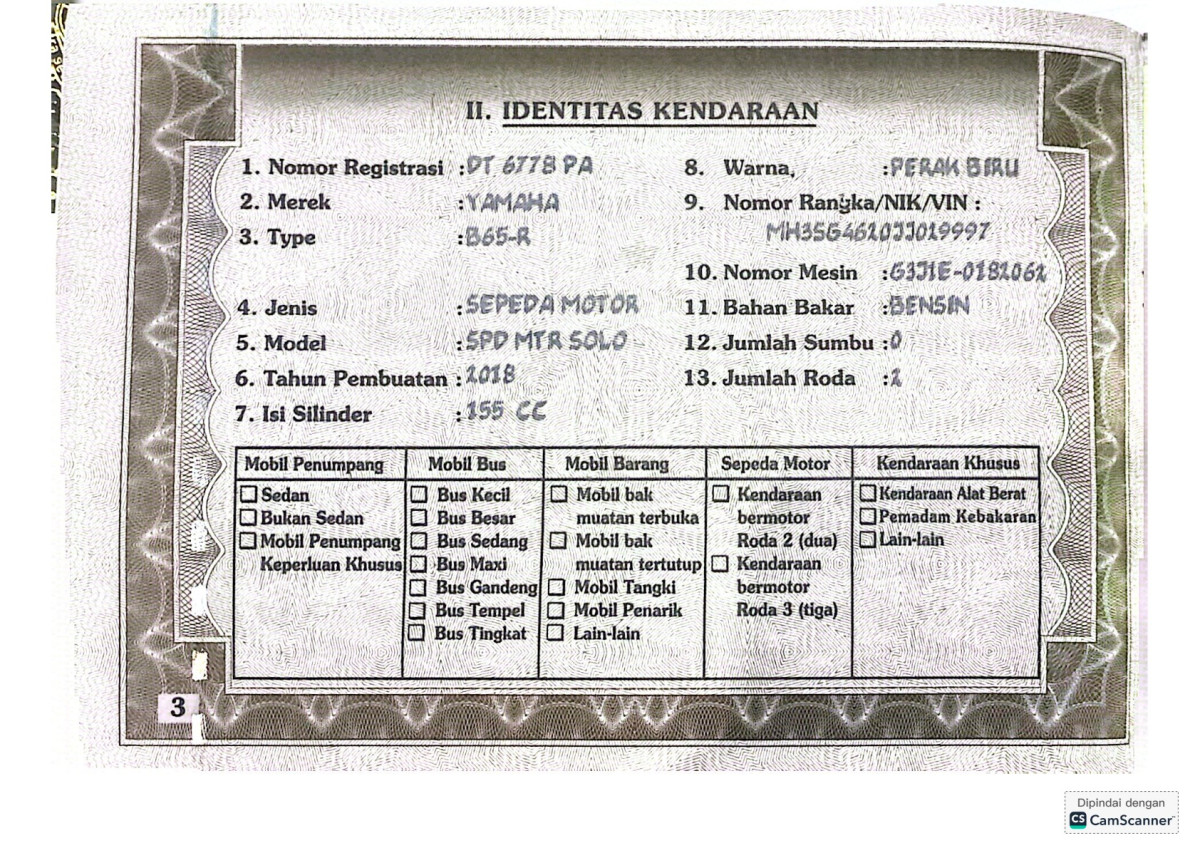 II. IDENTITAS KENDARAAN
1. Nomor Registrasi : DT 6778 PA
2. Merek : YAMAHA
3. Type : B65-R
4. Jenis : SEPEDA MOTOR
5. Model : SPD MTR SOLO
6. Tahun Pembuatan : 2018
7. Isi Silinder : 155 CC
8. Warna, : PERAK BIRU
9. Nomor Rangka/NIK/VIN :
MH3SG4610JJ019997
10. Nomor Mesin : G3J1E-0182062
11. Bahan Bakar : BENSIN
12. Jumlah Sumbu : 0
13. Jumlah Roda : 2
Mobil Penumpang
Sedan
Bukan Sedan
Mobil Penumpang
Keperluan Khusus
Mobil Bus
Bus Kecil
Bus Besar
Bus Sedang
Bus Maxi
Bus Gandeng
Bus Tempel
Bus Tingkat
Mobil Barang
Mobil bak
muatan terbuka
Mobil bak
muatan tertutup
Mobil Tangki
Mobil Penarik
Lain-lain
Sepeda Motor
Kendaraan
bermotor
Roda 2 (dua)
Kendaraan
bermotor
Roda 3 (tiga)
Kendaraan Khusus
Kendaraan Alat Berat
Pemadam Kebakaran
Lain-lain
3
Dipindai dengan
CS CamScanner